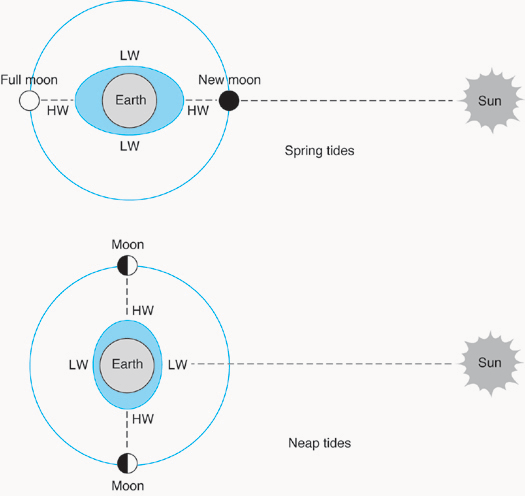 LW
Full moon
New moon
Earth
Sun
HW
HW
LW
Spring tides
Moon
HW
LW
Earth
LW
Sun
HW
Neap tides
Moon